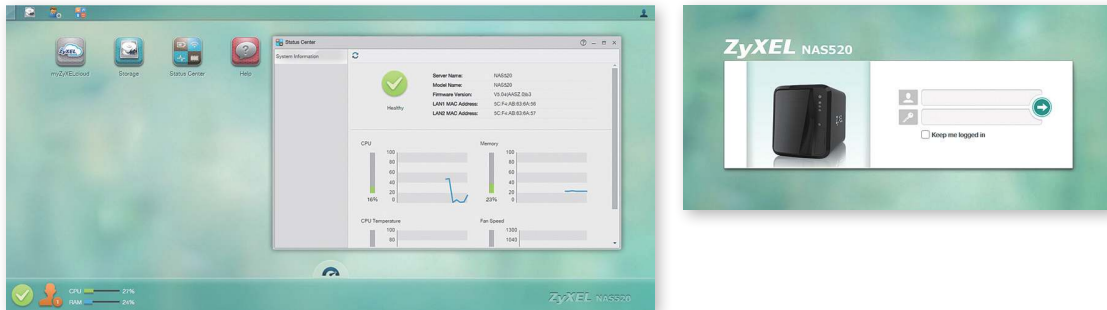 myZyXELcloud
Storage
Status Center
Help
Status Center
System Information
Healthy
Server Name: NAS520
Model Name: NAS520
Firmware Version:
LAN1 MAC Address:
LAN2 MAC Address:
CPU
100
80
60
40
20
0
16%
Memory
100
80
60
40
20
0
23%
CPU Temperature
100
80
Fan Speed
1300
1040
1
CPU 27%
RAM 24%
ZyXEL NAS520
ZyXEL NAS520
Keep me logged in